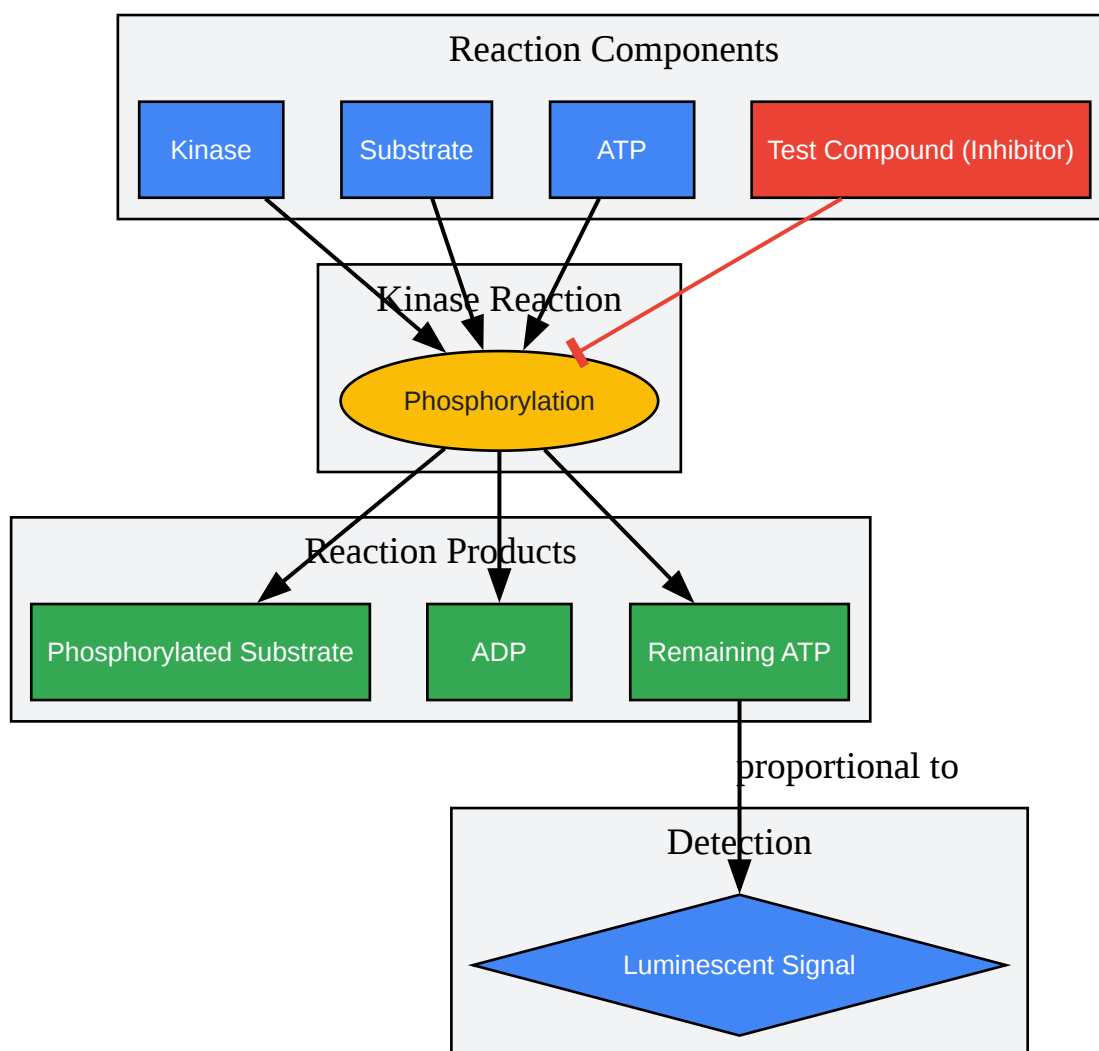 Reaction Components
Kinase
Substrate
ATP
Test Compound (Inhibitor)
Kinase Reaction
Phosphorylation
Reaction Products
Phosphorylated Substrate
ADP
Remaining ATP
proportional to
Detection
Luminescent Signal